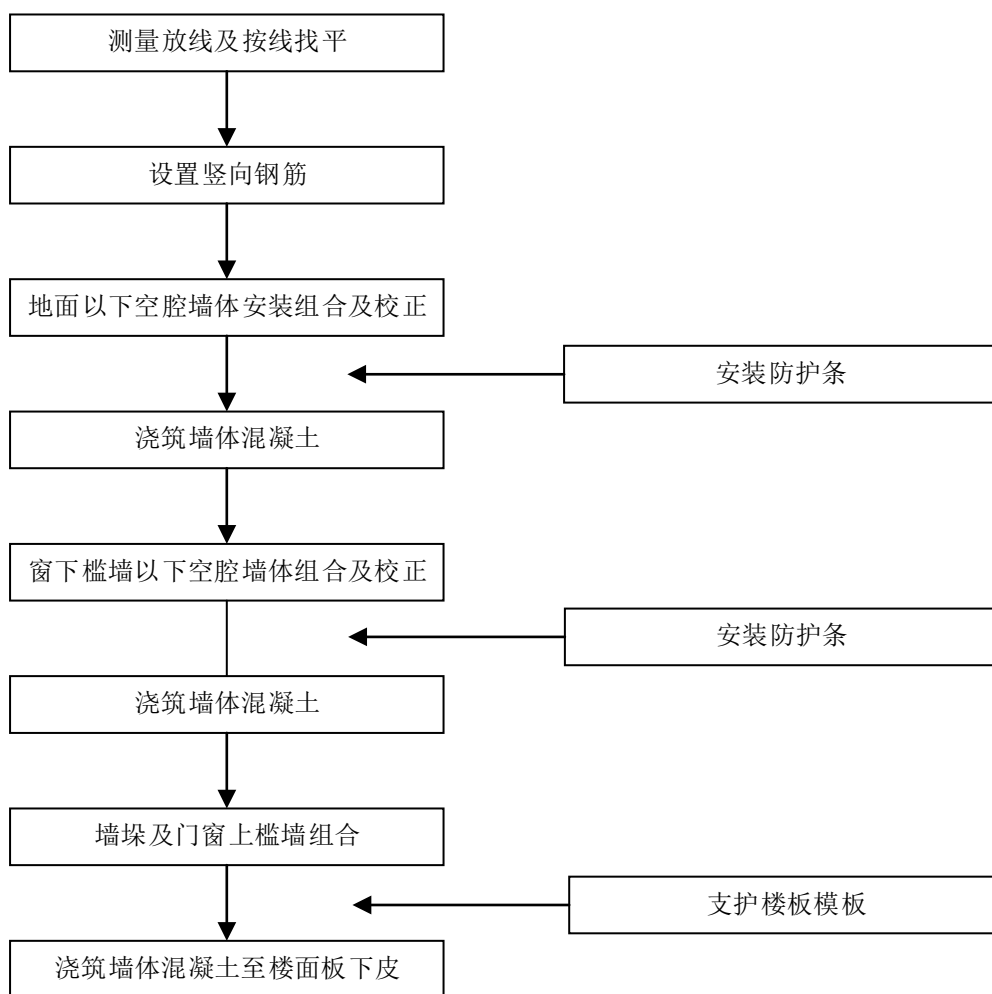 测量放线及按线找平
设置竖向钢筋
地面以下空腔墙体安装组合及校正
安装防护条
浇筑墙体混凝土
窗下槛墙以下空腔墙体组合及校正
安装防护条
浇筑墙体混凝土
墙垛及门窗上槛墙组合
支护楼板模板
浇筑墙体混凝土至楼面板下皮